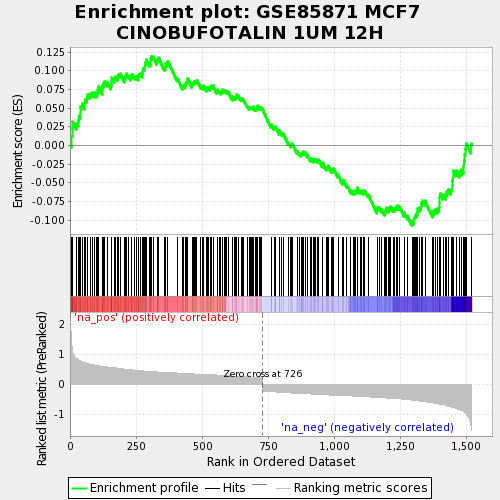 Enrichment plot: GSE85871 MCF7
CINOBUFOTALIN 1UM 12H
Enrichment score (ES)
0.125
0.100
0.075
0.050
0.025
0.000
-0.025
-0.050
-0.075
-0.100
Ranked list metric (PreRanked)
2
1
0
-1
'na_pos' (positively correlated)
Zero cross at 726
'na_neg' (negatively correlated)
0
250
500
750
1,000
1,250
1,500
Rank in Ordered Dataset
Enrichment profile
Hits
Ranking metric scores